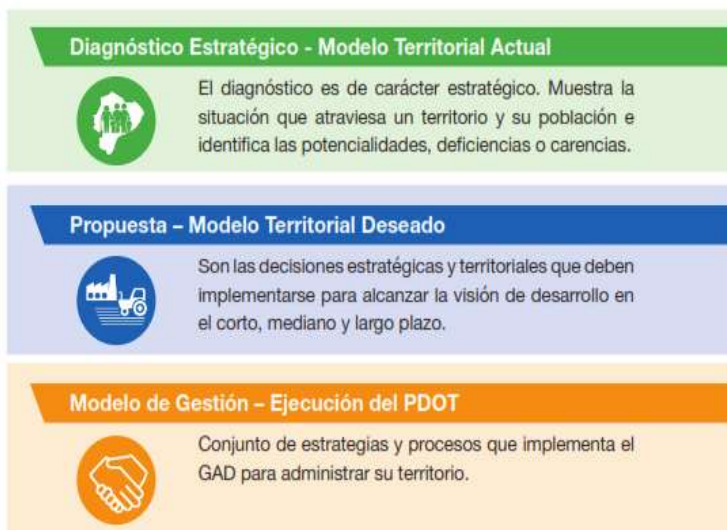 Diagnóstico Estratégico - Modelo Territorial Actual
El diagnóstico es de carácter estratégico. Muestra la
situación que atraviesa un territorio y su población e
identifica las potencialidades, deficiencias o carencias.
Propuesta – Modelo Territorial Deseado
Son las decisiones estratégicas y territoriales que deben
implementarse para alcanzar la visión de desarrollo en
el corto, mediano y largo plazo.
Modelo de Gestión – Ejecución del PDOT
Conjunto de estrategias y procesos que implementa el
GAD para administrar su territorio.